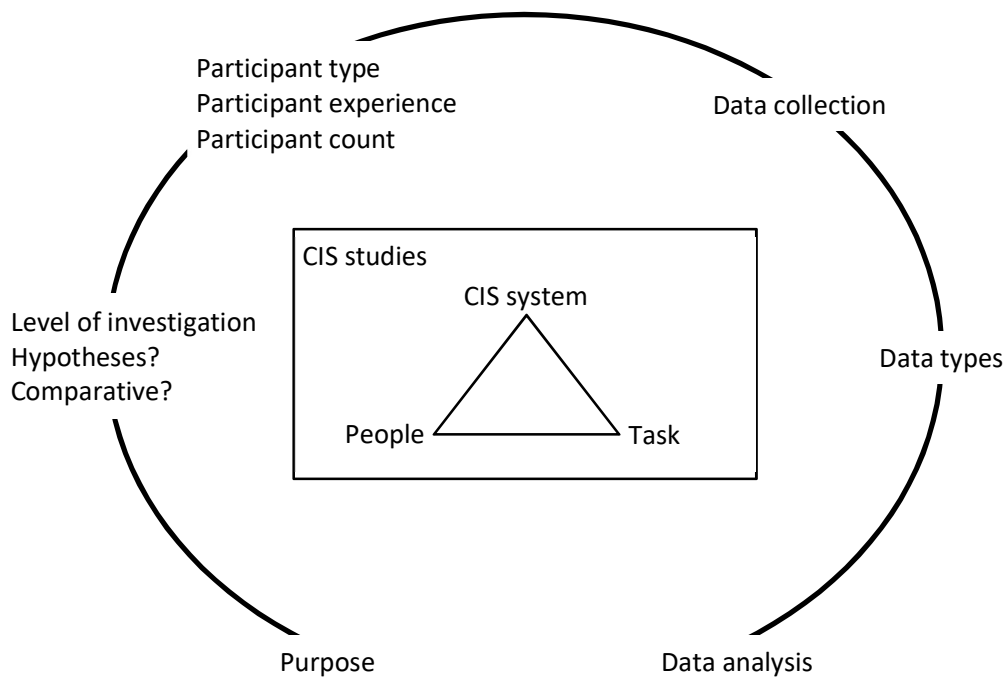 Participant type
Participant experience
Participant count
Data collection
CIS studies
CIS system
People
Task
Level of investigation
Hypotheses?
Comparative?
Data types
Purpose
Data analysis